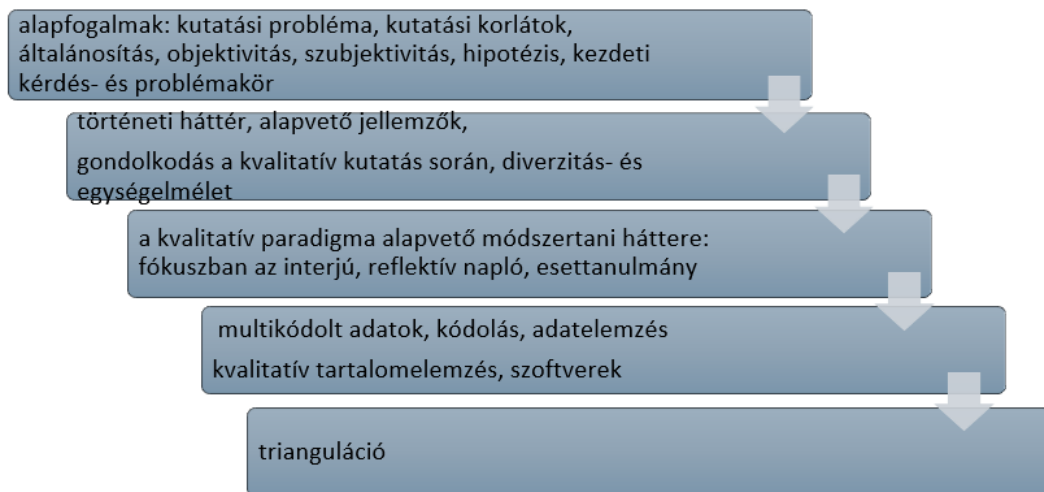 alapfogalmak: kutatási probléma, kutatási korlátok,
általánosítás, objektivitás, szubjektivitás, hipotézis, kezdeti
kérdés- és problémakör
történeti háttér, alapvető jellemzők,
gondolkodás a kvalitatív kutatás során, diverzitás- és
egységelmélet
a kvalitatív paradigma alapvető módszertani háttere:
fókuszban az interjú, reflektív napló, esettanulmány
multikódolt adatok, kódolás, adatelemzés
kvalitatív tartalomelemzés, szoftverek
trianguláció